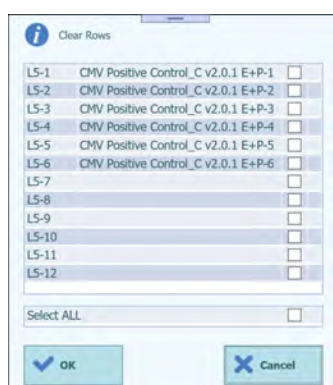 Clear Rows
L5-1 CMV Positive Control_C v2.0.1 E+P-1
L5-2 CMV Positive Control_C v2.0.1 E+P-2
L5-3 CMV Positive Control_C v2.0.1 E+P-3
L5-4 CMV Positive Control_C v2.0.1 E+P-4
L5-5 CMV Positive Control_C v2.0.1 E+P-5
L5-6 CMV Positive Control_C v2.0.1 E+P-6
L5-7
L5-8
L5-9
L5-10
L5-11
L5-12
Select ALL
OK Cancel